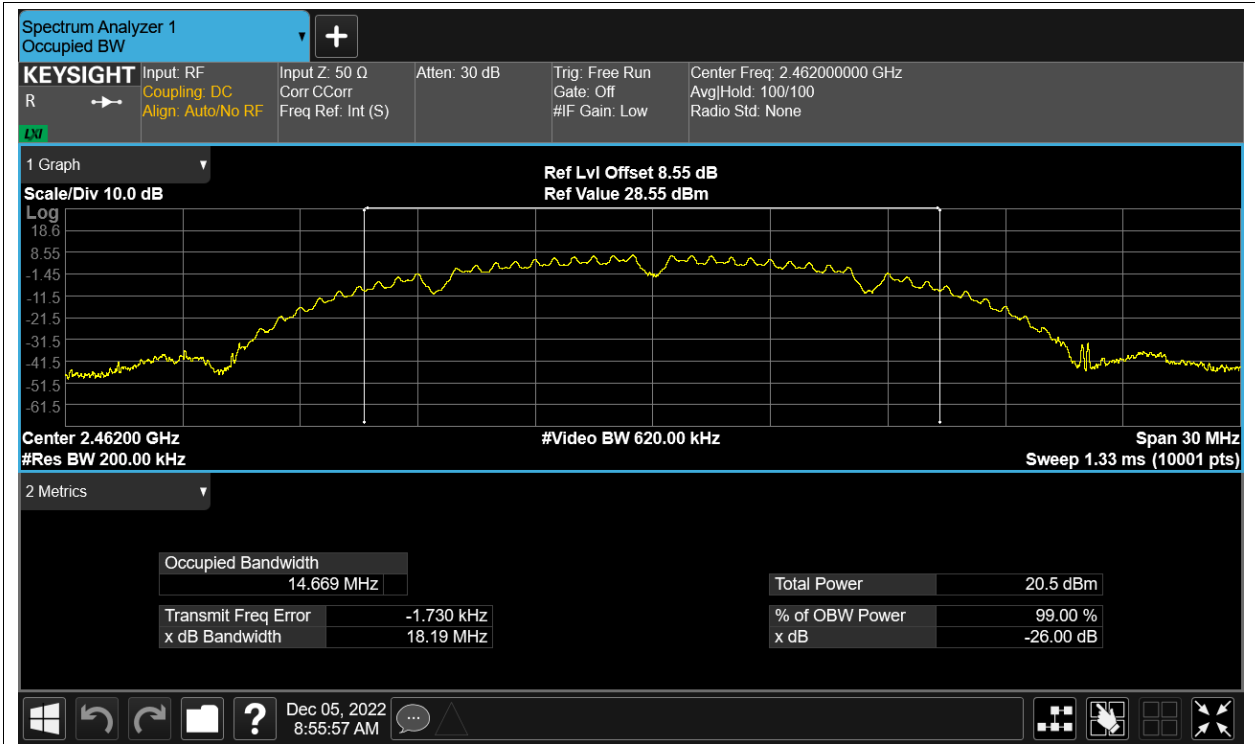 Spectrum Analyzer 1
Occupied BW
KEYSIGHT
R
LXI
Input: RF
Coupling: DC
Align: Auto/No RF
Input Z: 50 Ω
Corr CCorr
Freq Ref: Int (S)
Atten: 30 dB
Trig: Free Run
Gate: Off
#IF Gain: Low
Center Freq: 2.462000000 GHz
Avg|Hold: 100/100
Radio Std: None
1 Graph
Scale/Div 10.0 dB
Ref Lvl Offset 8.55 dB
Ref Value 28.55 dBm
Log
18.6
8.55
-1.45
-11.5
-21.5
-31.5
-41.5
-51.5
-61.5
Center 2.46200 GHz
#Res BW 200.00 kHz
#Video BW 620.00 kHz
Span 30 MHz
Sweep 1.33 ms (10001 pts)
2 Metrics
Occupied Bandwidth
14.669 MHz
Transmit Freq Error -1.730 kHz
x dB Bandwidth 18.19 MHz
Total Power 20.5 dBm
% of OBW Power 99.00 %
x dB -26.00 dB
?
Dec 05, 2022
8:55:57 AM